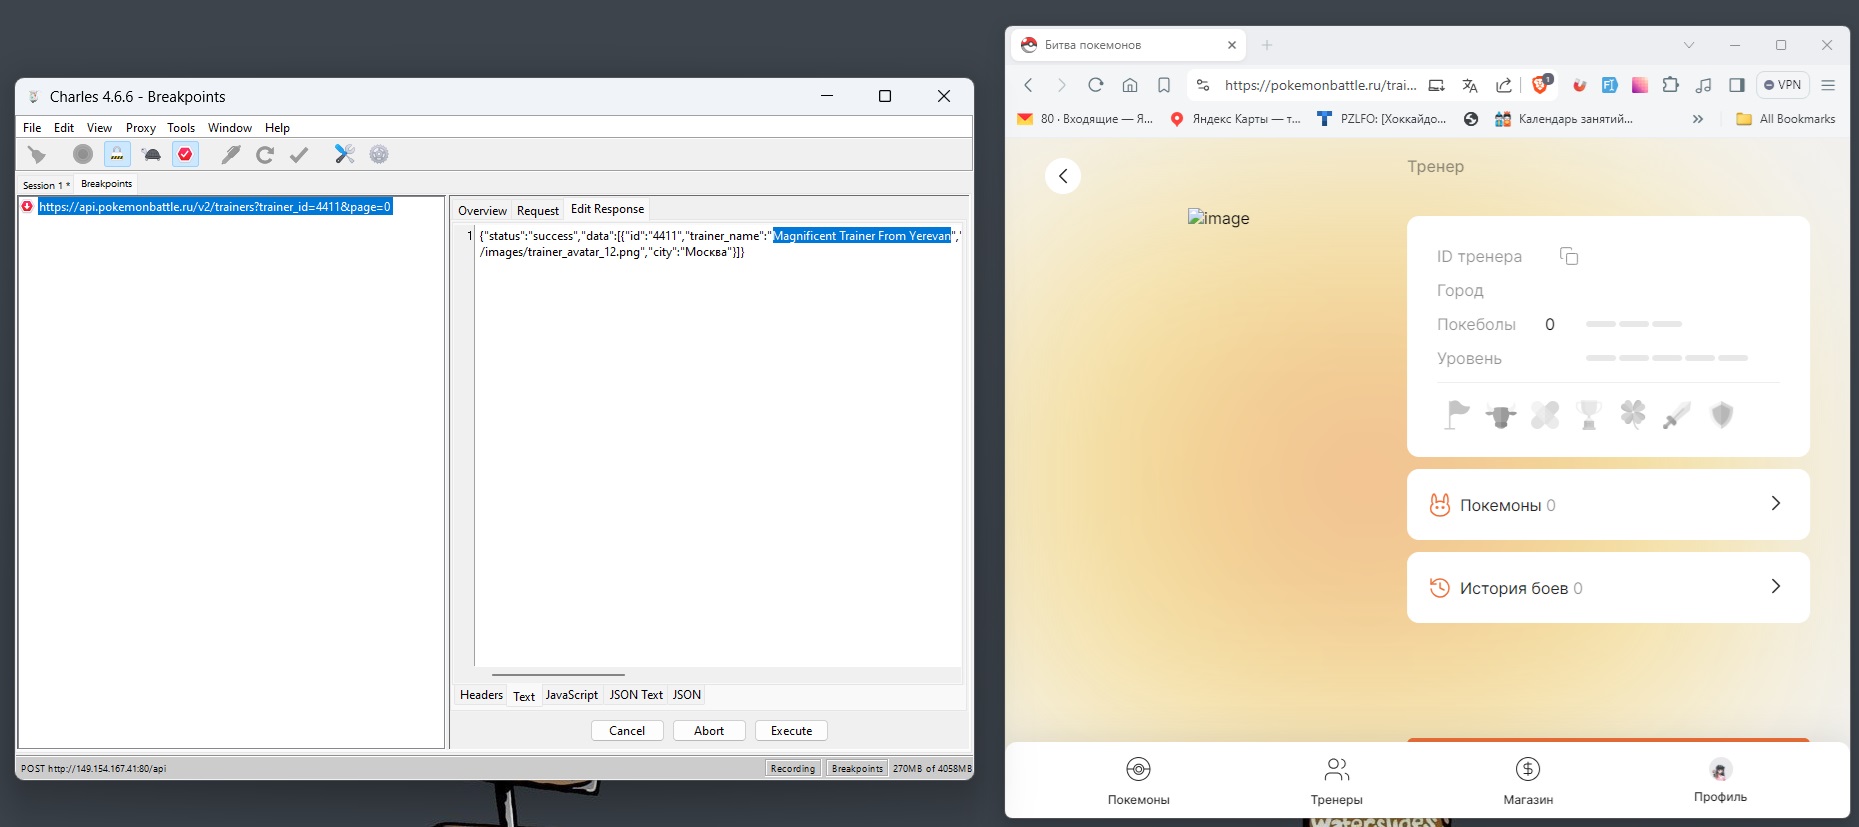 Charles 4.6.6 - Breakpoints
File Edit View Proxy Tools Window Help
Session 1 * Breakpoints
https://api.pokemonbattle.ru/v2/trainers?trainer_id=4411&page=0
Overview Request Edit Response
1 {"status":"success","data":[{"id":"4411","trainer_name":"Magnificent Trainer From Yerevan","
/images/trainer_avatar_12.png","city":"Москва"}]}
Headers Text JavaScript JSON Text JSON
Cancel Abort Execute
POST http://149.154.167.41:80/api Recording Breakpoints 270MB of 4058MB
Битва покемонов
https://pokemonbattle.ru/trai... 1 VPN
80 · Входящие — Я... Яндекс Карты — т... PZLFO: [Хоккайдо... Календарь занятий... » All Bookmarks
Тренер
image
ID тренера
Город
Покеболы 0
Уровень
Покемоны 0
История боев 0
Покемоны Тренеры Магазин Профиль
Waterslides